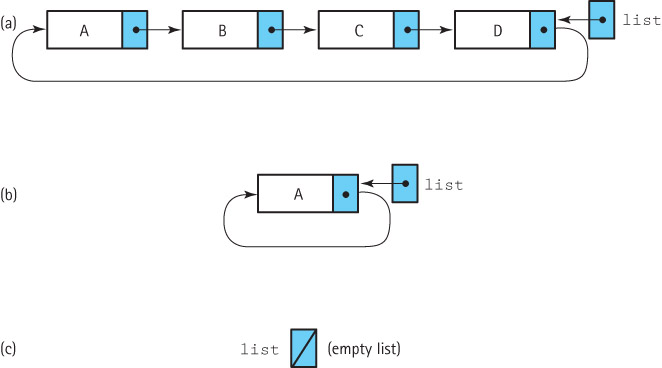 (a) A B C D list
(b) A list
(c) list (empty list)